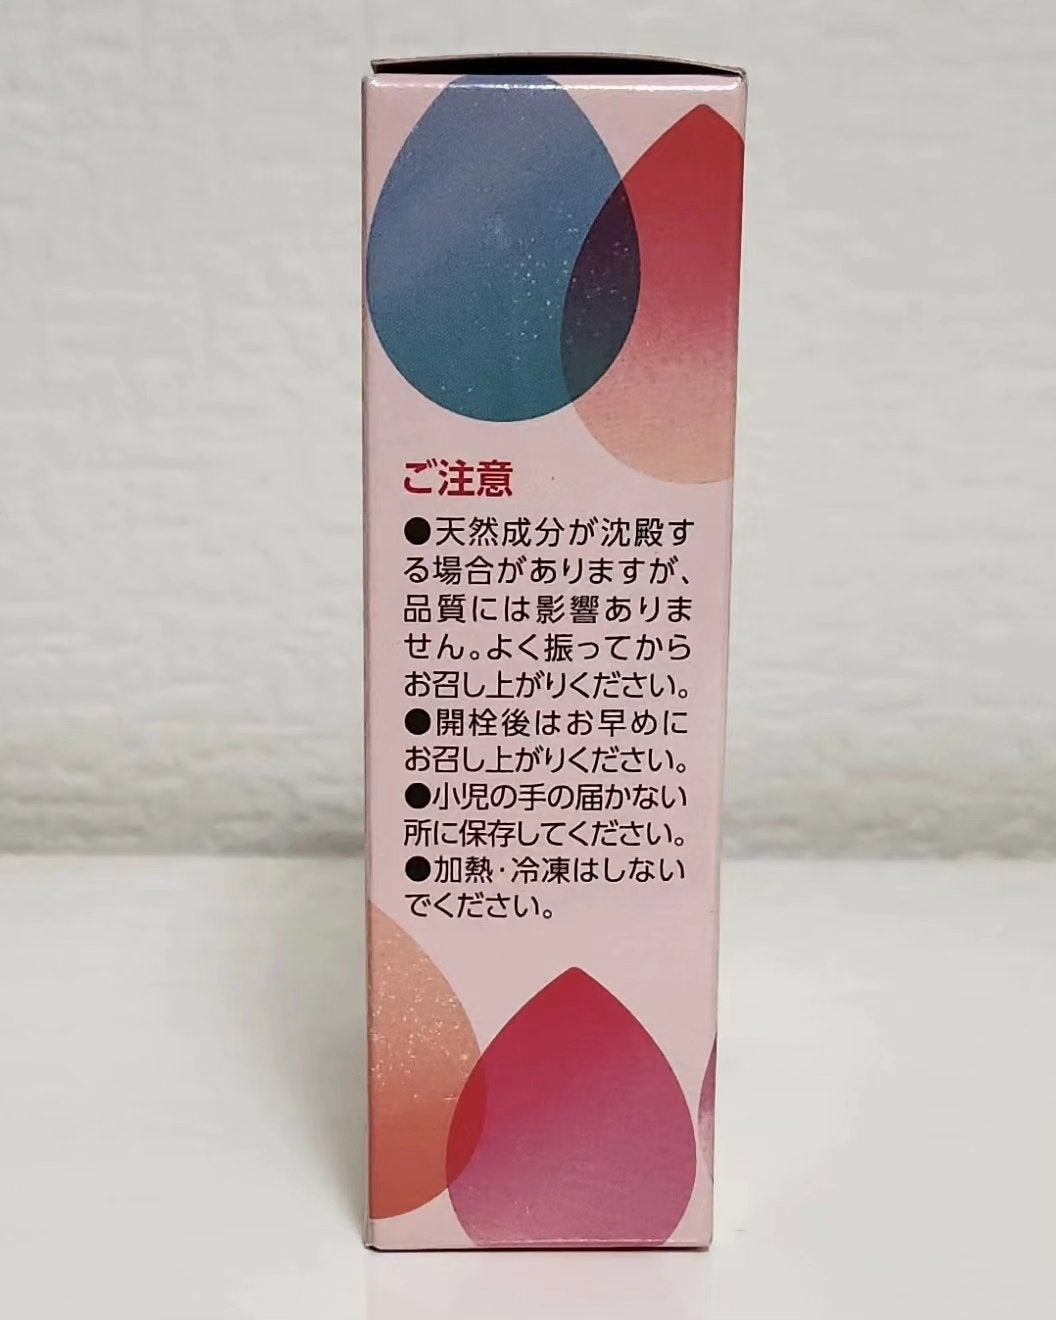 ご注意
●天然成分が沈殿す
る場合がありますが、
品質には影響ありま
せん。よく振ってから
お召し上がりください。
●開栓後はお早めに
お召し上がりください。
●小児の手の届かない
所に保存してください。
●加熱・冷凍はしない
でください。